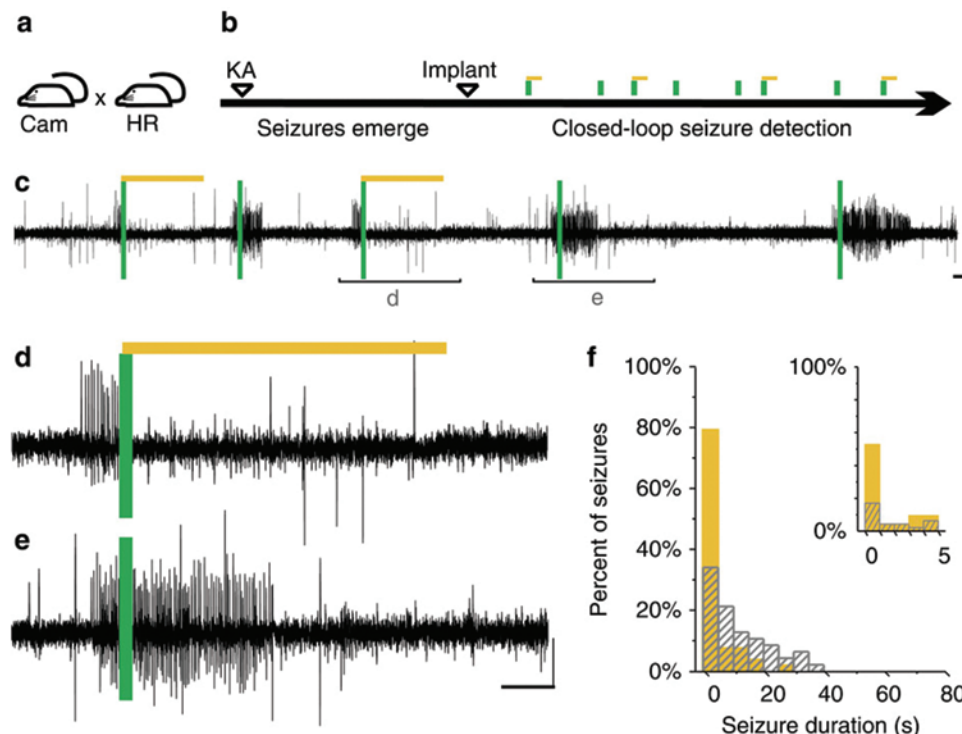 a
b
KA
Implant
x
Cam
HR
Seizures emerge
Closed-loop seizure detection
c
d
e
d
f
100%
100%
80%
60%
Percent of seizures
0%
0
5
e
40%
20%
0%
0
20
40
60
80
Seizure duration (s)